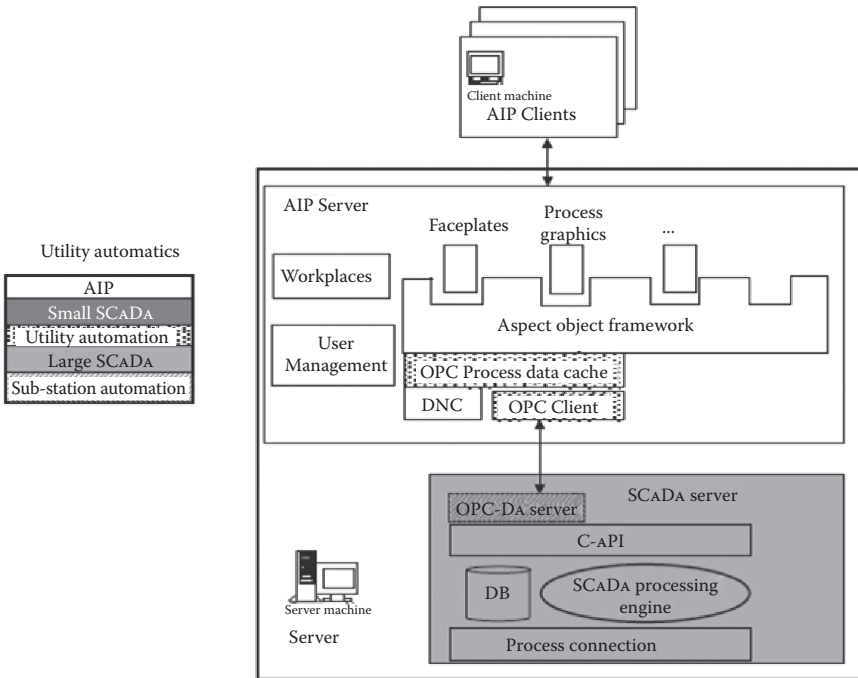 Client machine
AIP Clients
AIP Server
Faceplates
Process
graphics
...
Workplaces
Aspect object framework
User
Management
OPC Process data cache
DNC
OPC Client
Utility automatics
AIP
Small SCADA
Utility automation
Large SCADA
Sub-station automation
SCADA server
OPC-DA server
C-API
DB
SCADA processing
engine
Process connection
Server machine
Server